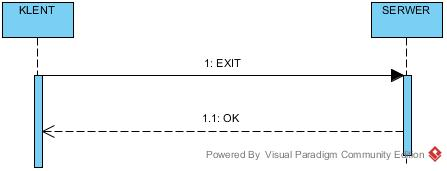 KLENT
SERWER
1: EXIT
1.1: OK
Powered By Visual Paradigm Community Edition